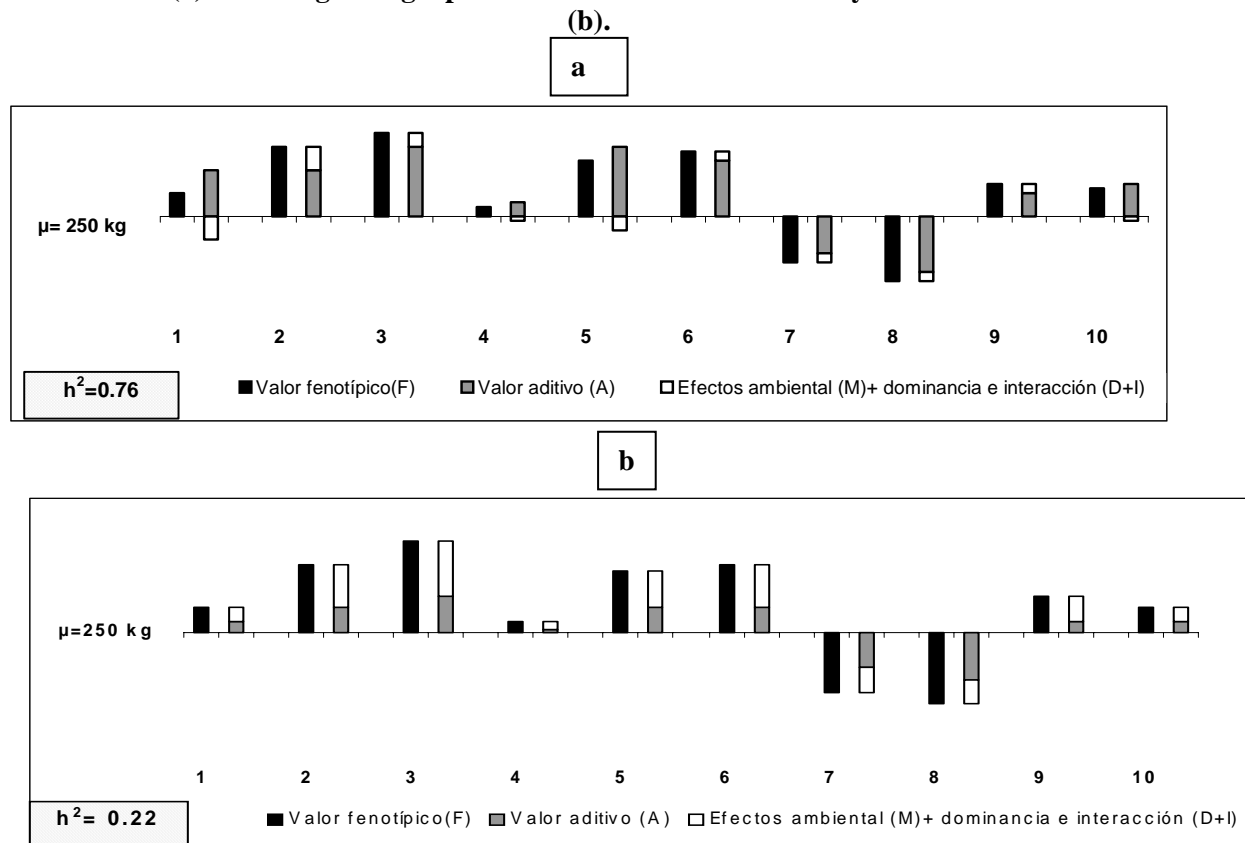 (b).
a
μ= 250 kg
1 2 3 4 5 6 7 8 9 10
h²=0.76
Valor fenotípico(F) Valor aditivo (A) Efectos ambiental (M)+ dominancia e interacción (D+I)
b
μ=250 kg
1 2 3 4 5 6 7 8 9 10
h²= 0.22
Valor fenotípico(F) Valor aditivo (A) Efectos ambiental (M)+ dominancia e interacción (D+I)